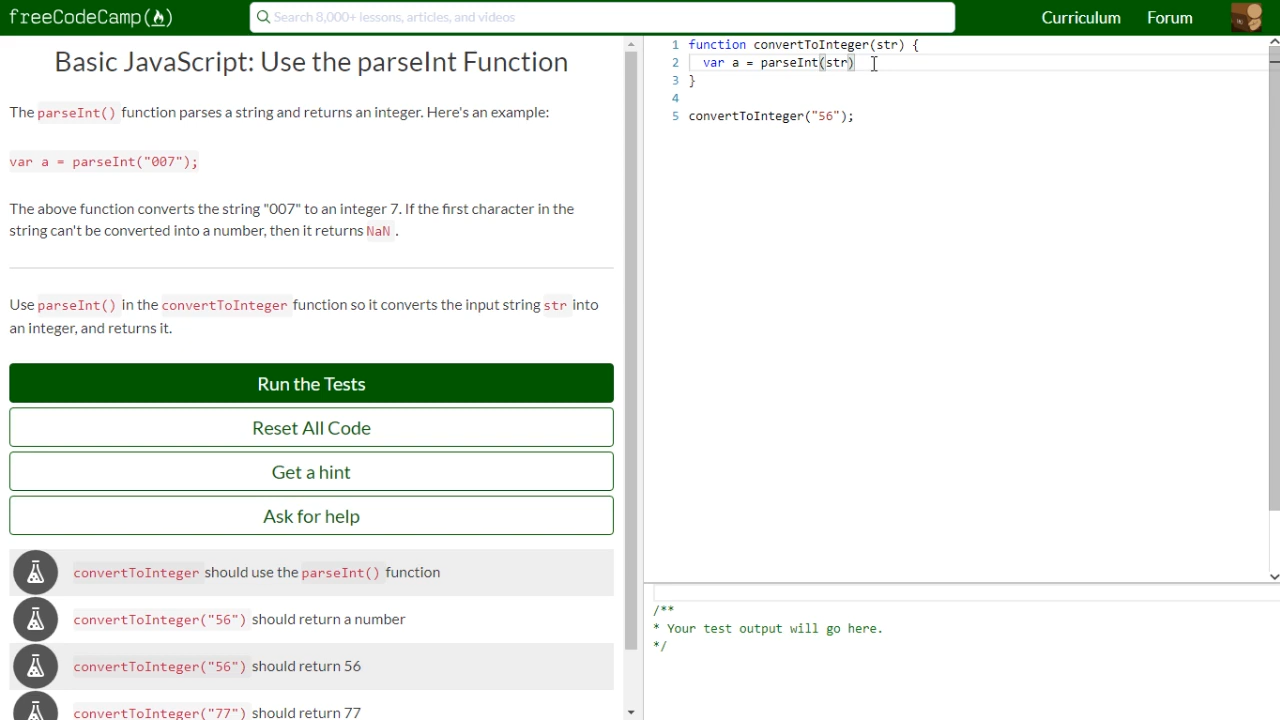 freeCodeCamp(🔥)
Search 8,000+ lessons, articles, and videos
Curriculum
Forum
Basic JavaScript: Use the parseInt Function
The parseInt() function parses a string and returns an integer. Here's an example:
var a = parseInt("007");
The above function converts the string "007" to an integer 7. If the first character in the
string can't be converted into a number, then it returns NaN .
Use parseInt() in the convertToInteger function so it converts the input string str into
an integer, and returns it.
Run the Tests
Reset All Code
Get a hint
Ask for help
convertToInteger should use the parseInt() function
convertToInteger("56") should return a number
convertToInteger("56") should return 56
convertToInteger("77") should return 77
1 function convertToInteger(str) {
2 var a = parseInt(str)
3 }
4
5 convertToInteger("56");
/**
* Your test output will go here.
*/